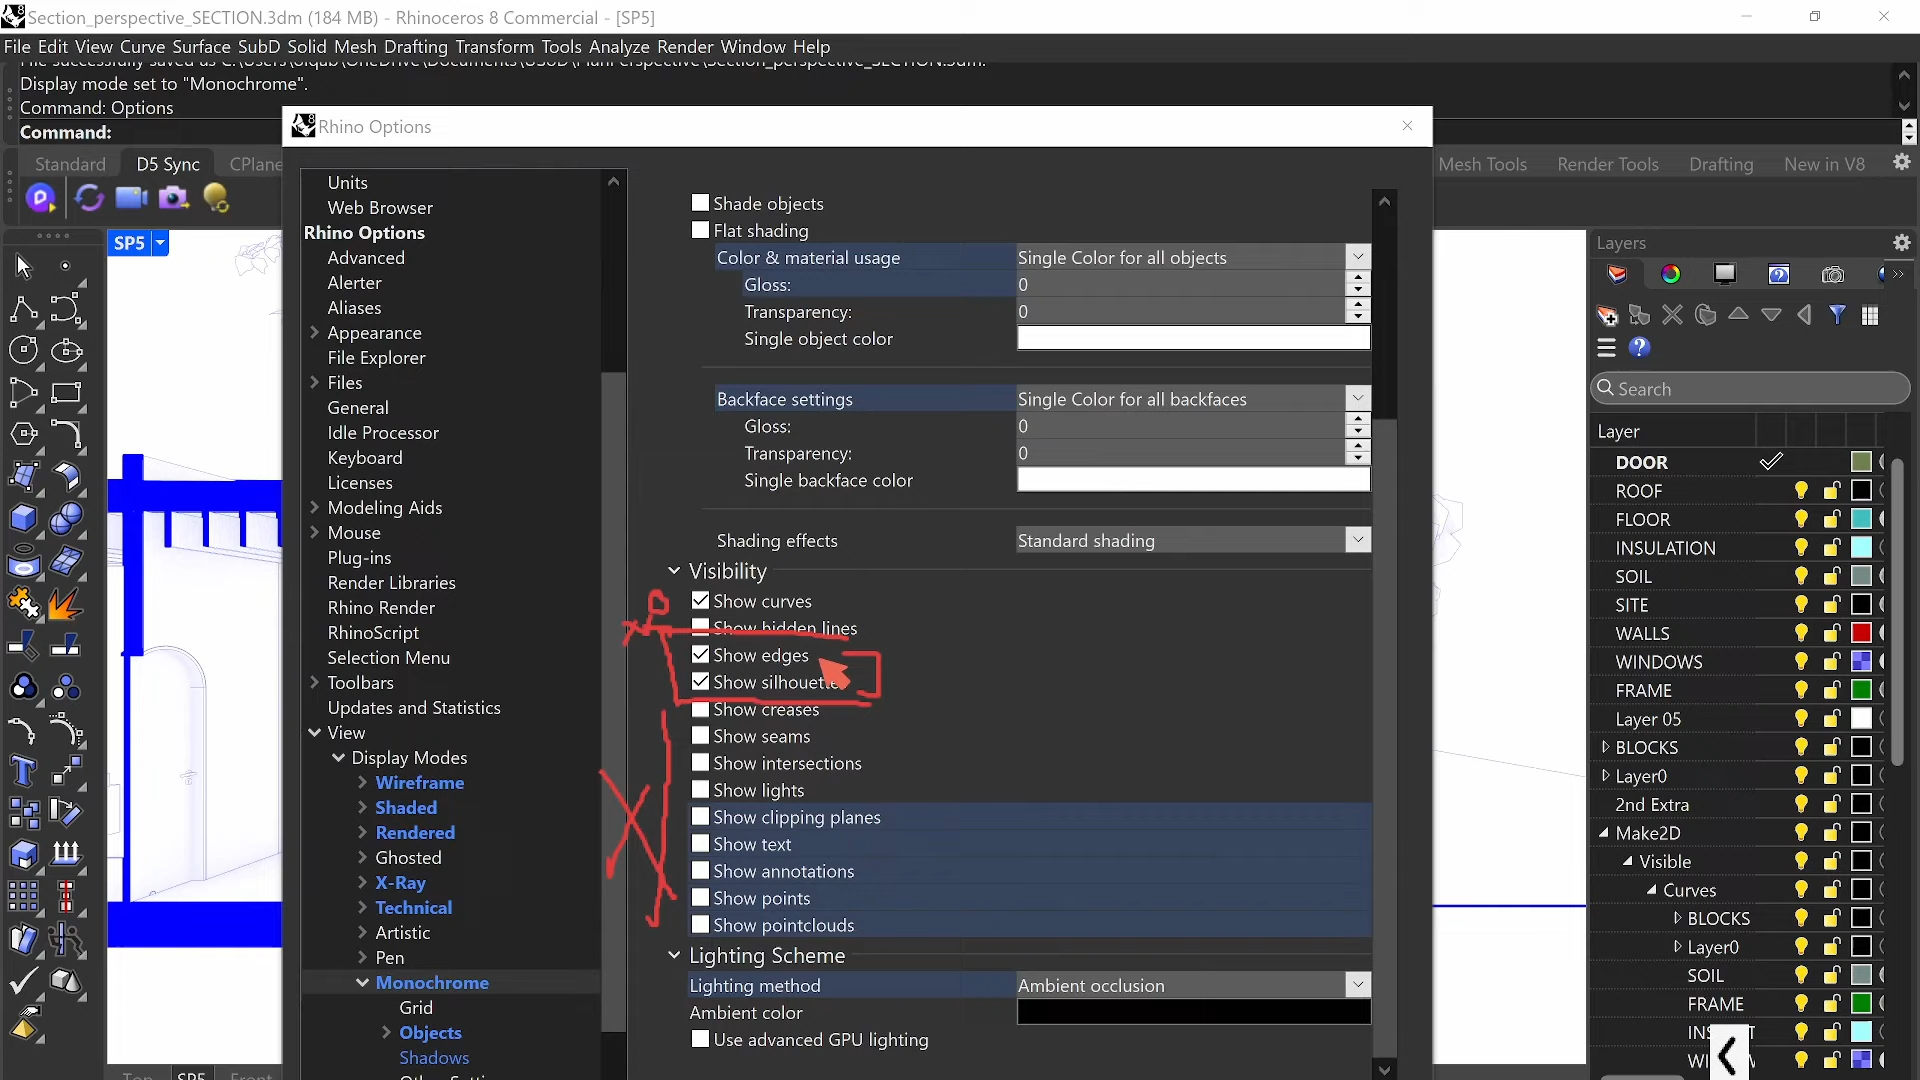 Section_perspective_SECTION.3dm (184 MB) - Rhinoceros 8 Commercial - [SP5]
File Edit View Curve Surface SubD Solid Mesh Drafting Transform Tools Analyze Render Window Help
Display mode set to "Monochrome".
Command: Options
Command:
Rhino Options
Standard D5 Sync CPlane
Mesh Tools Render Tools Drafting New in V8
SP5
Units
Web Browser
Rhino Options
Advanced
Alerter
Aliases
Appearance
File Explorer
Files
General
Idle Processor
Keyboard
Licenses
Modeling Aids
Mouse
Plug-ins
Render Libraries
Rhino Render
RhinoScript
Selection Menu
Toolbars
Updates and Statistics
View
Display Modes
Wireframe
Shaded
Rendered
Ghosted
X-Ray
Technical
Artistic
Pen
Monochrome
Grid
Objects
Shadows
Shade objects
Flat shading
Color & material usage Single Color for all objects
Gloss: 0
Transparency: 0
Single object color
Backface settings Single Color for all backfaces
Gloss: 0
Transparency: 0
Single backface color
Shading effects Standard shading
Visibility
Show curves
Show hidden lines
Show edges
Show silhouette
Show creases
Show seams
Show intersections
Show lights
Show clipping planes
Show text
Show annotations
Show points
Show pointclouds
Lighting Scheme
Lighting method Ambient occlusion
Ambient color
Use advanced GPU lighting
Layers
Search
Layer
DOOR
ROOF
FLOOR
INSULATION
SOIL
SITE
WALLS
WINDOWS
FRAME
Layer 05
BLOCKS
Layer0
2nd Extra
Make2D
Visible
Curves
BLOCKS
Layer0
SOIL
FRAME
SP5